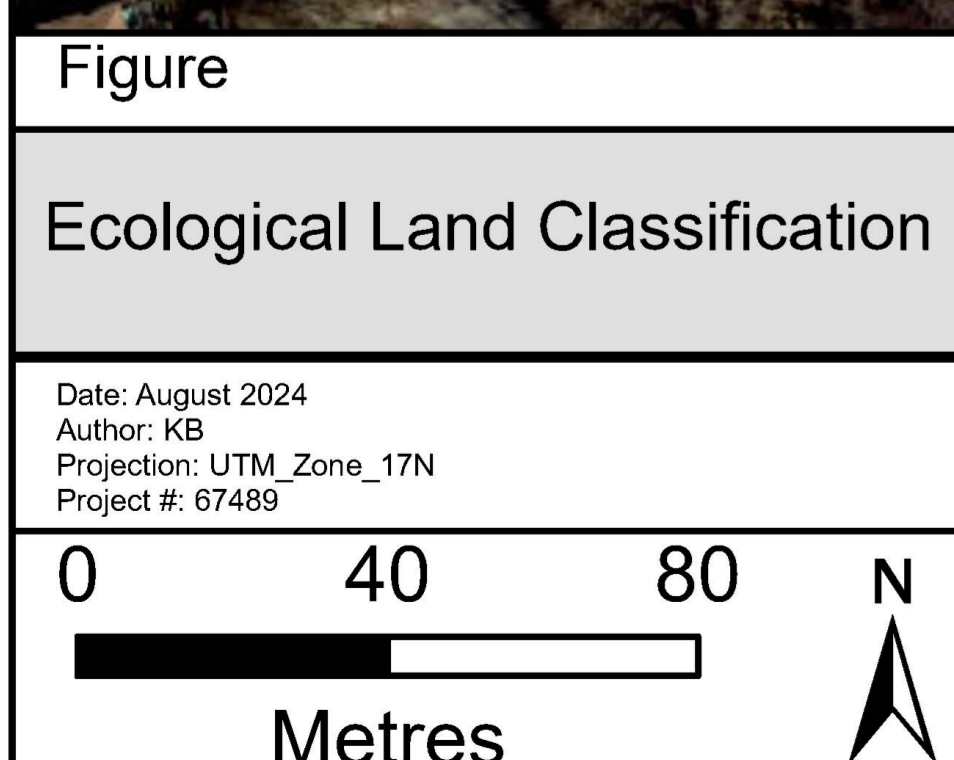 Figure
Ecological Land Classification
Date: August 2024
Author: KB
Projection: UTM_Zone_17N
Project #: 67489
0 40 80 N
Metres